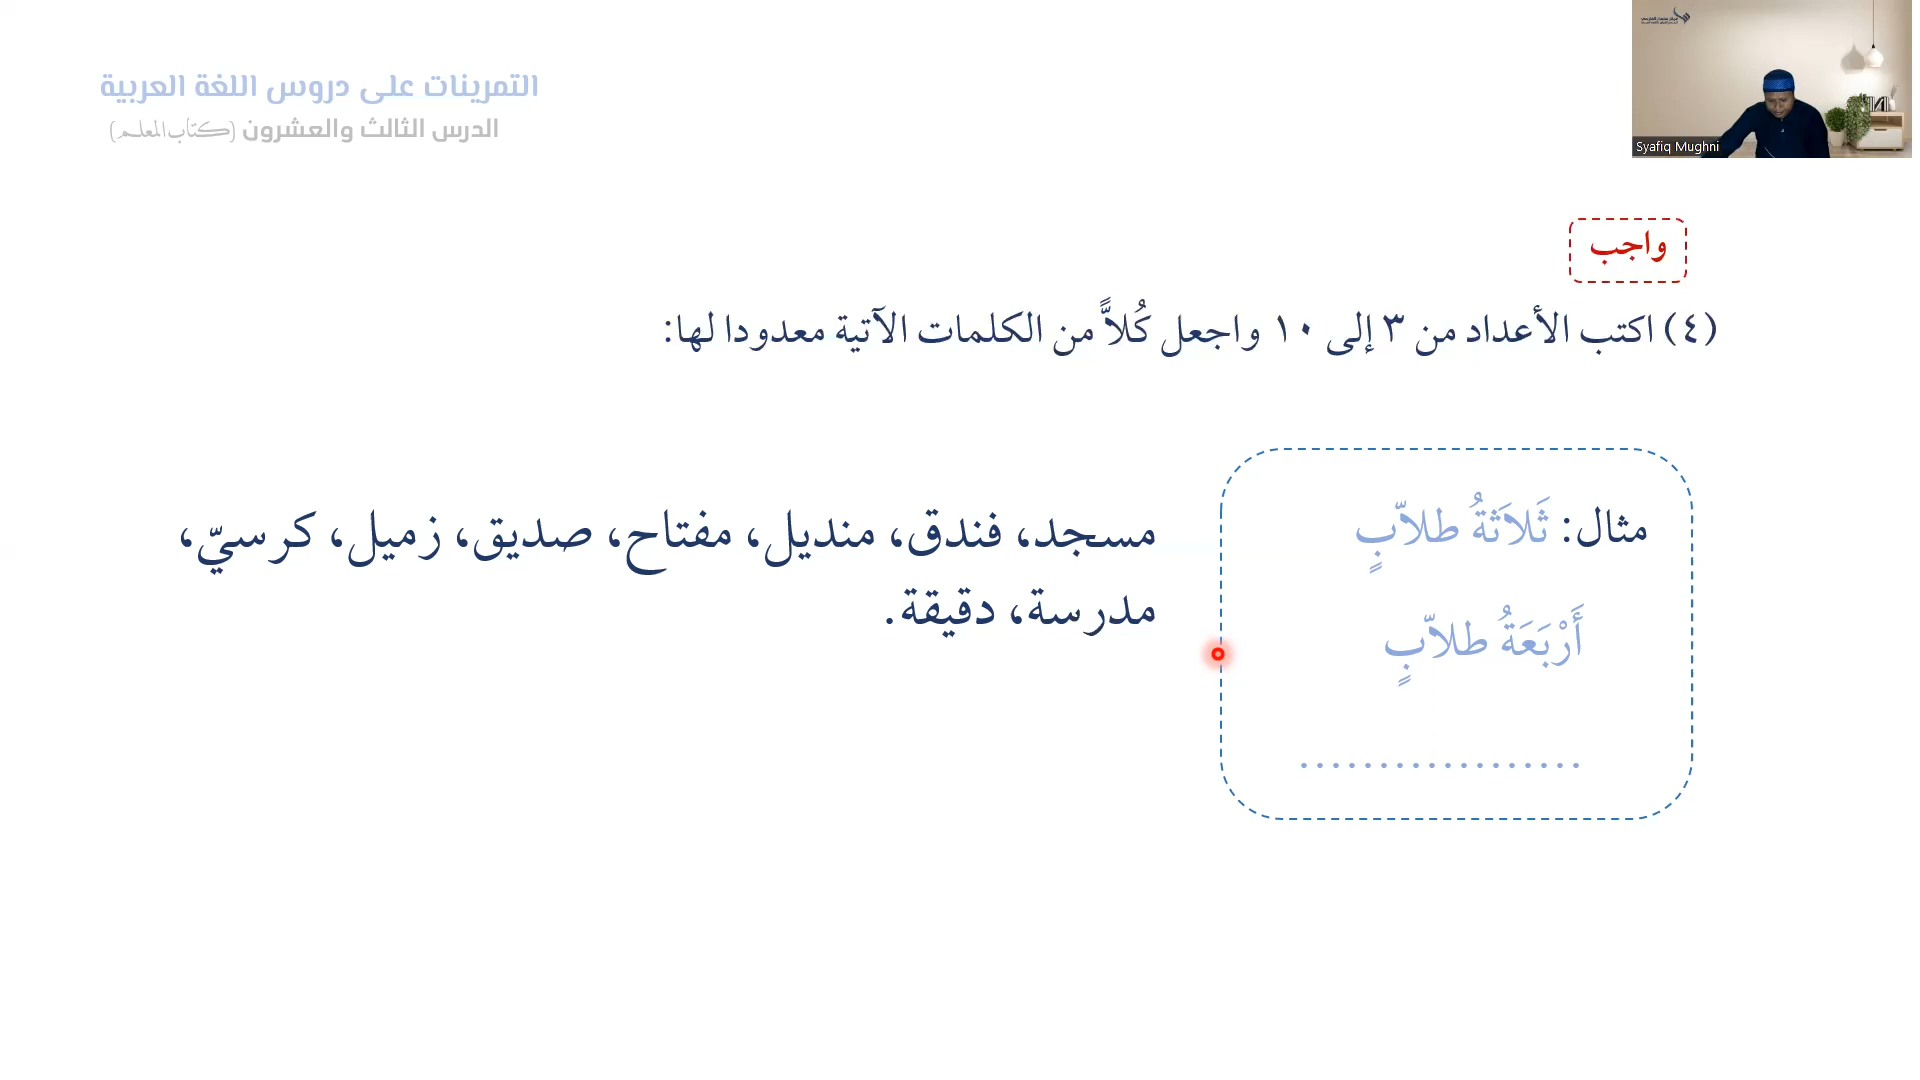 التمرينات على دروس اللغة العربية
الدرس الثالث والعشرون (كتاب المعلم)
Syafiq Mughni
واجب
(٤) اكتب الأعداد من ٣ إلى ١٠ واجعل كُلاًّ من الكلمات الآتية معدودا لها:
مثال: ثَلاَثَةُ طلاّبٍ
أَرْبَعَةُ طلاّبٍ
..................
مسجد، فندق، منديل، مفتاح، صديق، زميل، كرسيّ،
مدرسة، دقيقة.